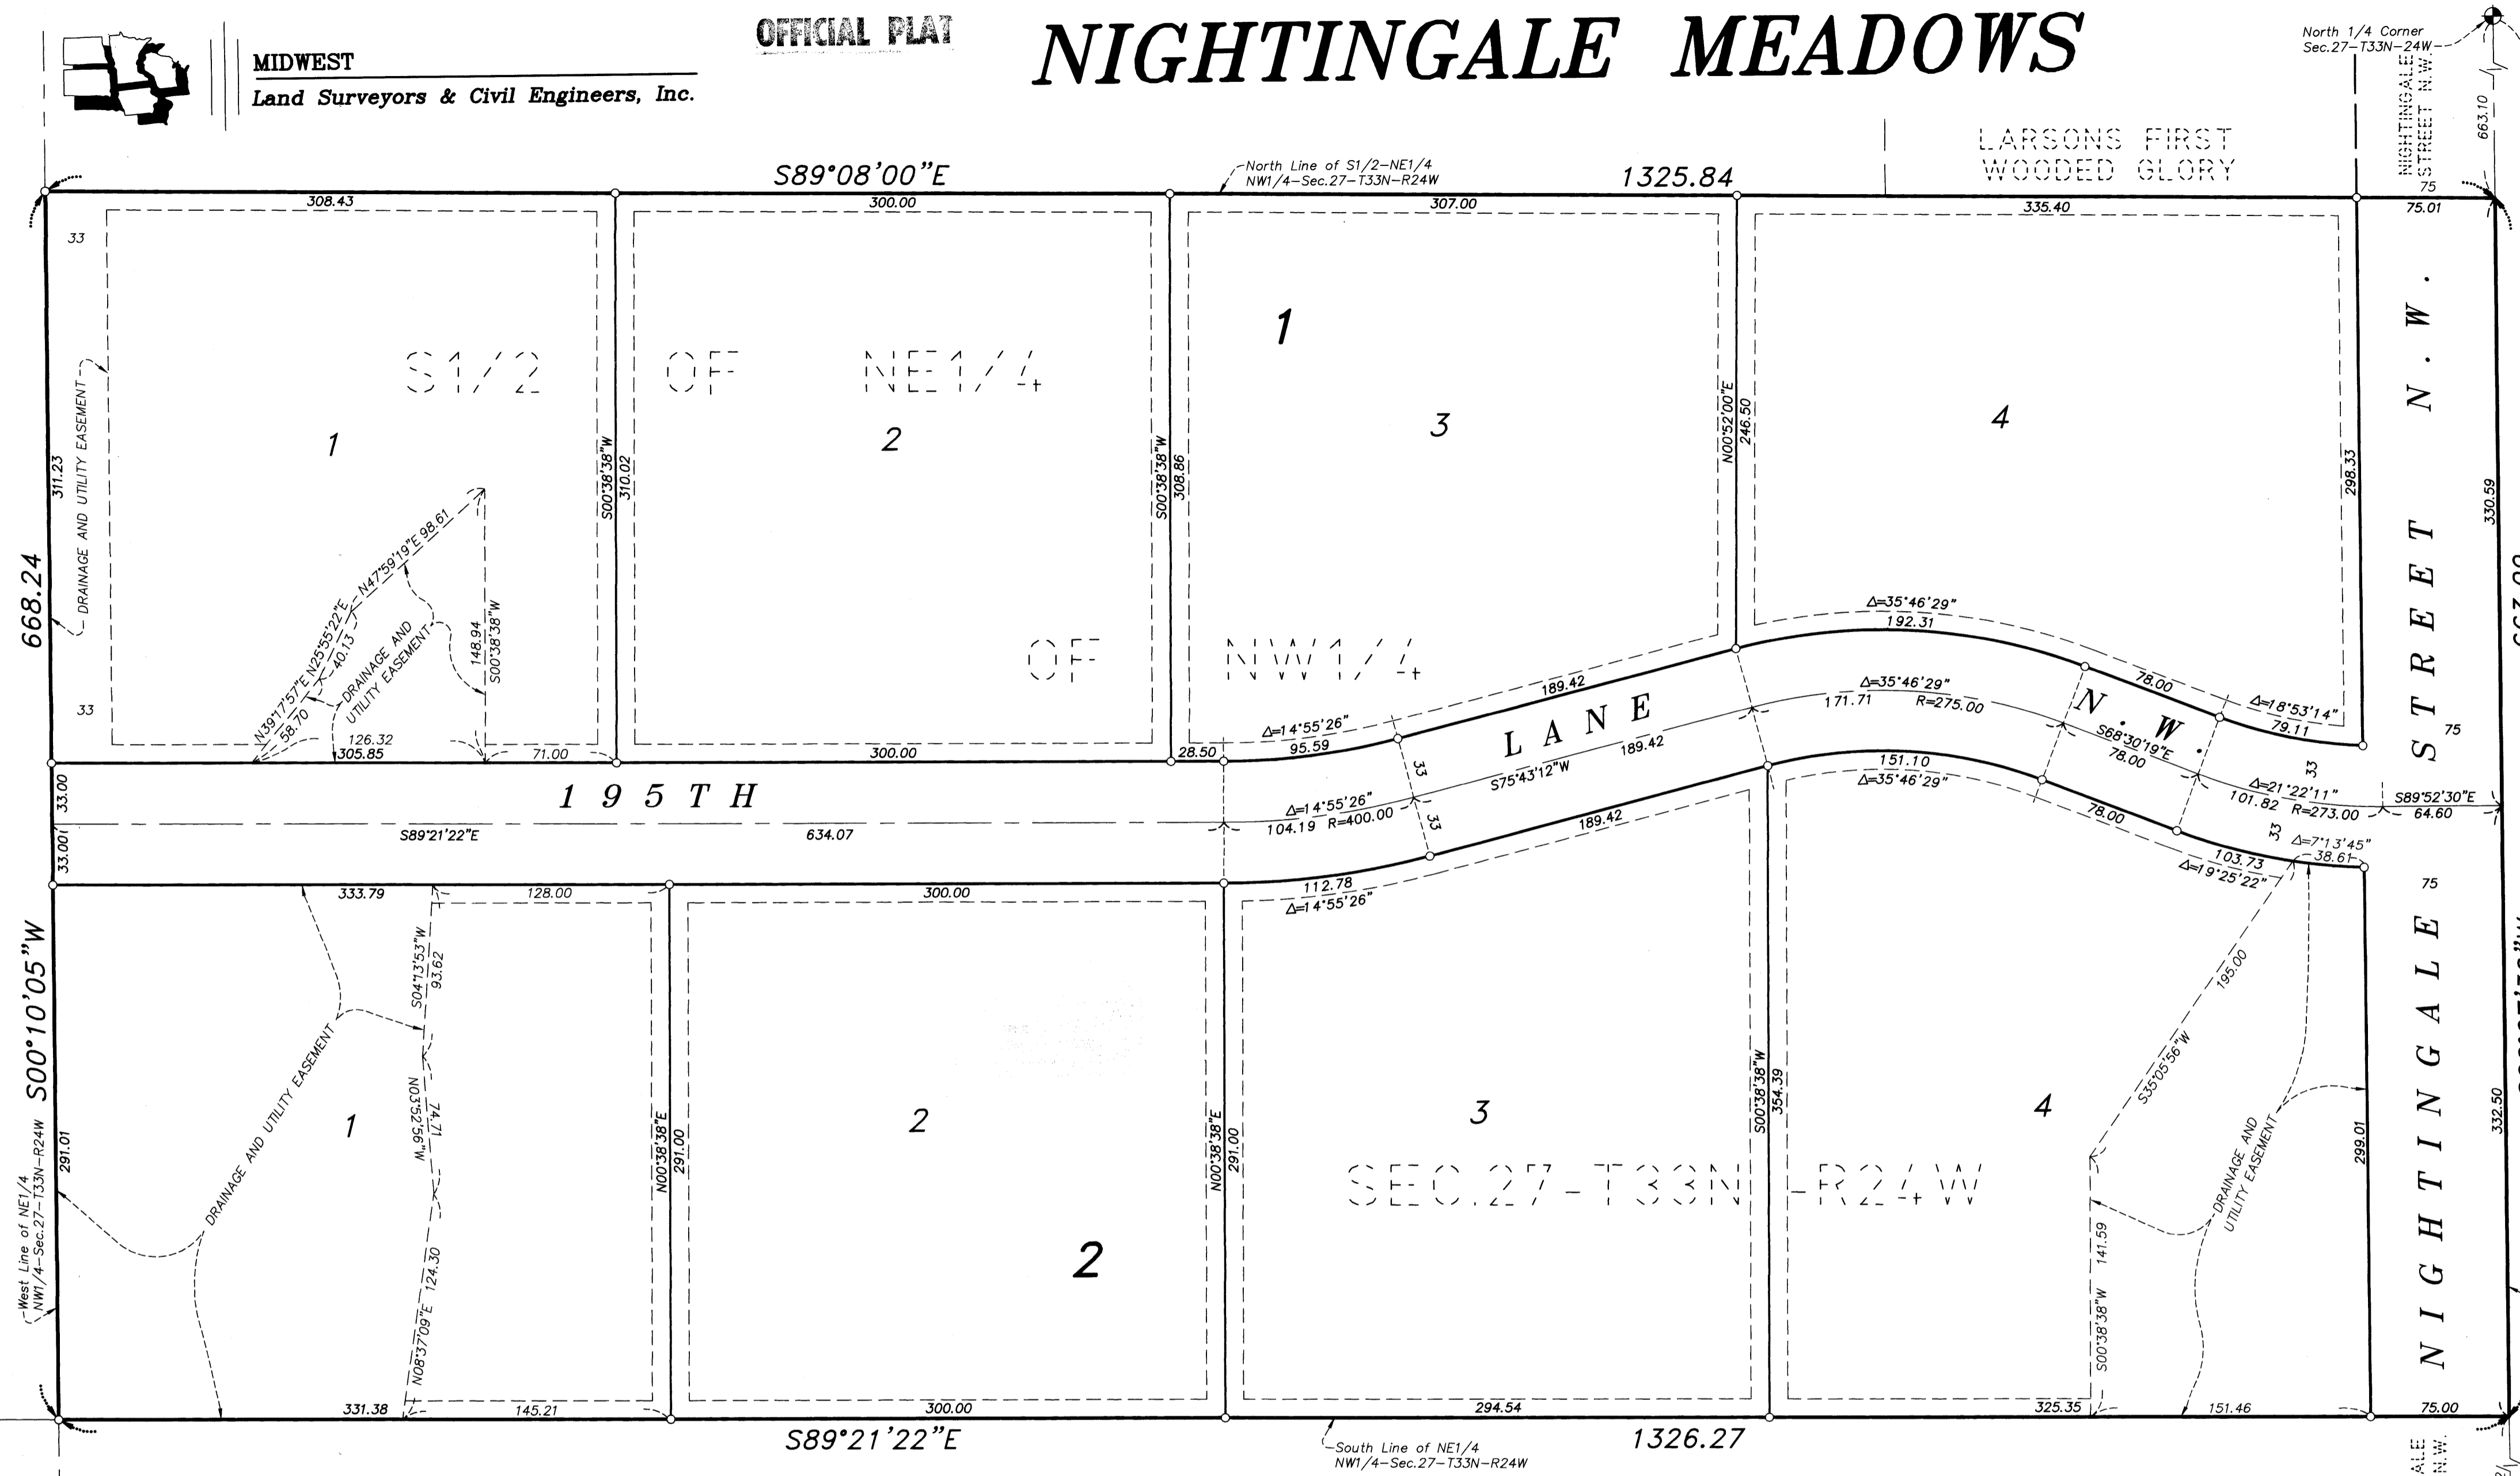 OFFICIAL PLAT
NIGHTINGALE MEADOWS
MIDWEST
Land Surveyors & Civil Engineers, Inc.
North 1/4 Corner
Sec.27-T33N-24W
NIGHTINGALE
STREET N.W.
663.10
LARSONS FIRST
WOODED GLORY
S89°08'00"E
North Line of S1/2-NE1/4
NW1/4-Sec.27-T33N-R24W
1325.84
75
308.43
300.00
307.00
335.40
75.01
33
1
S1/2 OF NE1/4
OF NW1/4
1
2
3
4
311.23
DRAINAGE AND UTILITY EASEMENT
S00°38'38"W
310.02
S00°38'38"W
308.86
N00°52'00"E
246.50
298.33
330.59
668.24
N47°59'19"E 98.61
N25°55'22"E
40.13
N39°17'57"E
58.70
DRAINAGE AND
UTILITY EASEMENT
148.94
S00°38'38"W
33
126.32
305.85
71.00
300.00
28.50
Δ=14°55'26"
95.59
189.42
Δ=35°46'29"
192.31
78.00
Δ=18°53'14"
79.11
33.00
33.00
195TH LANE N.W.
S89°21'22"E
634.07
Δ=14°55'26"
104.19 R=400.00
33
33
S75°43'12"W
189.42
Δ=35°46'29"
171.71 R=275.00
S68°30'19"E
78.00
33
33
Δ=21°22'11"
101.82 R=273.00
S89°52'30"E
64.60
75
NIGHTINGALE STREET N.W.
333.79
128.00
300.00
112.78
Δ=14°55'26"
189.42
151.10
Δ=35°46'29"
78.00
103.73
Δ=19°25'22"
Δ=7°13'45"
38.61
75
S00°10'05"W
West Line of NE1/4
NW1/4-Sec.27-T33N-R24W
291.01
DRAINAGE AND UTILITY EASEMENT
S04°13'53"W
93.62
N03°52'56"W
74.71
N08°37'09"E 124.30
1
2
3
4
2
N00°38'38"E
291.00
N00°38'38"E
291.00
S00°38'38"W
354.39
SEC.27-T33N-R24W
195.00
S35°05'56"W
S00°38'38"W 141.59
DRAINAGE AND
UTILITY EASEMENT
299.01
332.50
331.38
145.21
300.00
294.54
325.35
151.46
75.00
S89°21'22"E
South Line of NE1/4
NW1/4-Sec.27-T33N-R24W
1326.27